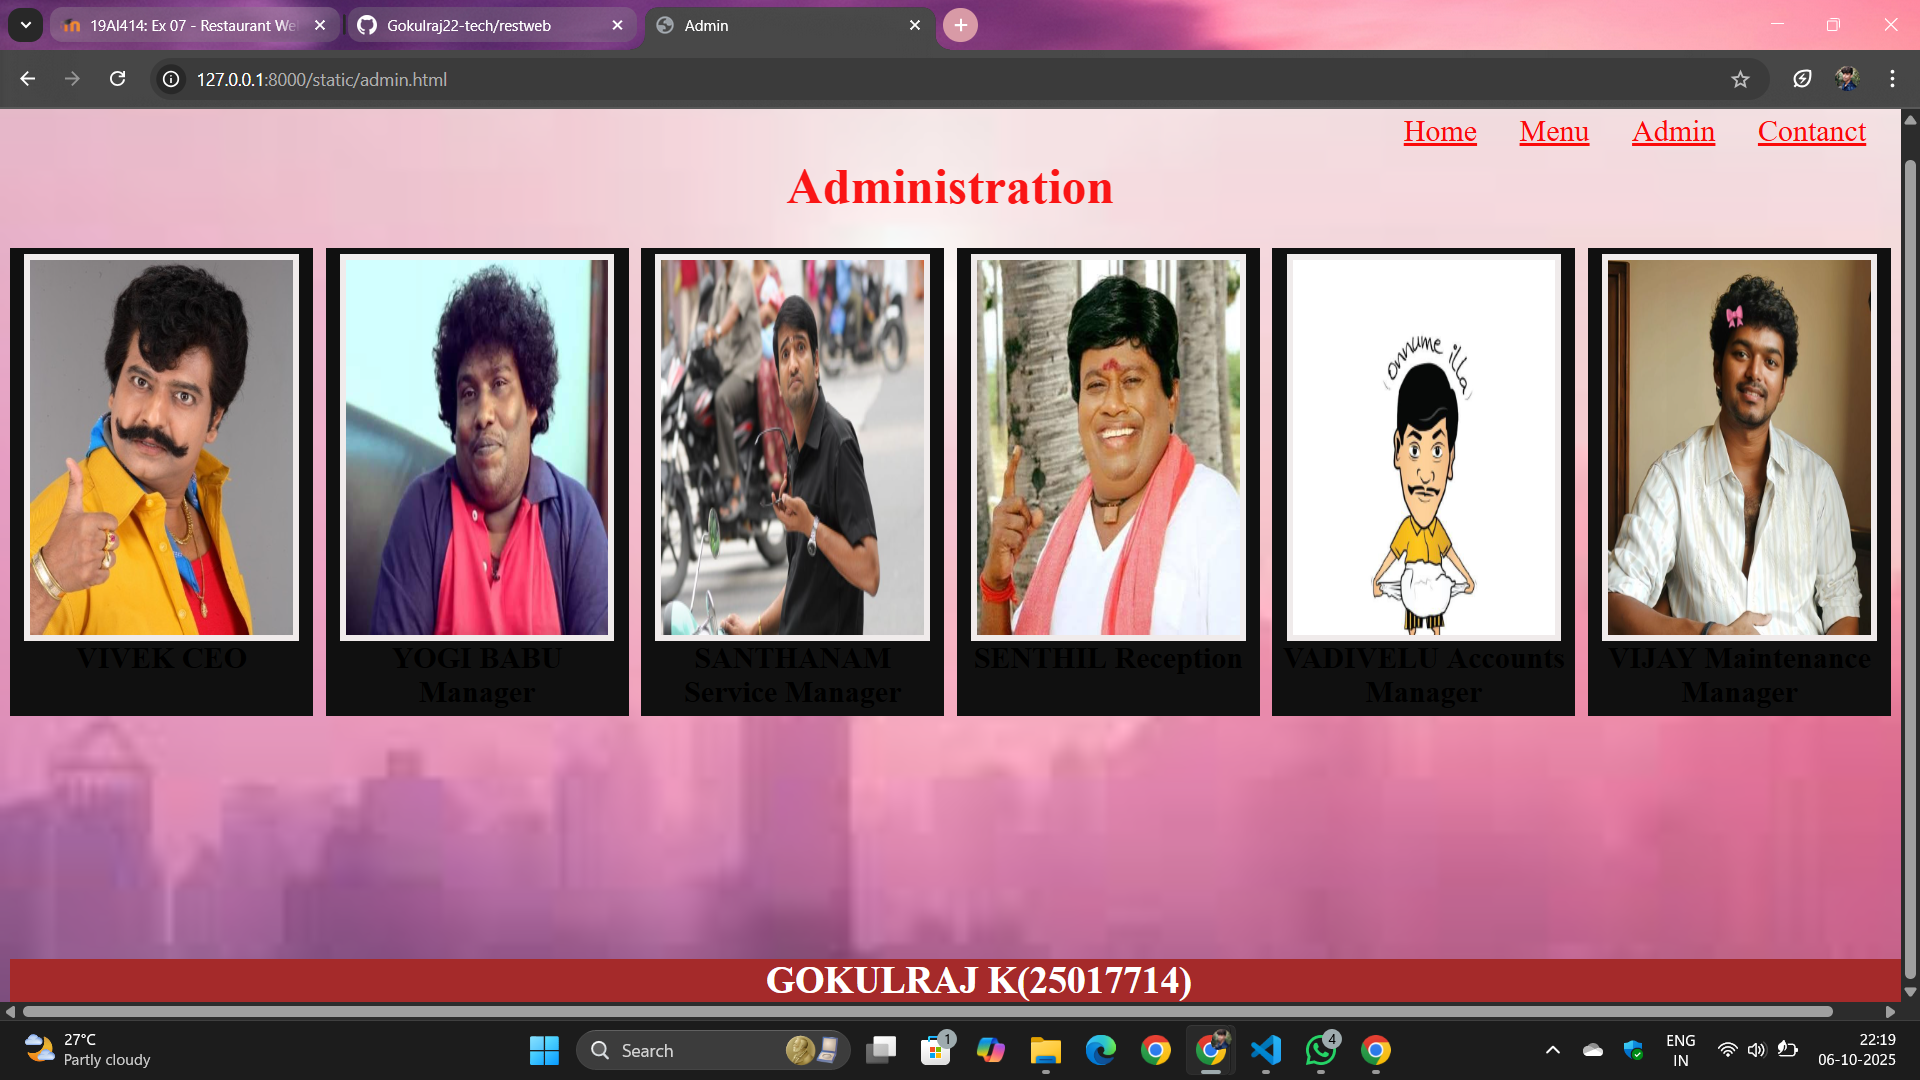 19AI414: Ex 07 - Restaurant We
Gokulraj22-tech/restweb
Admin
127.0.0.1:8000/static/admin.html
Home Menu Admin Contanct
Administration
onnume illa
VIVEK CEO
YOGI BABU
Manager
SANTHANAM
Service Manager
SENTHIL Reception
VADIVELU Accounts
Manager
VIJAY Maintenance
Manager
GOKULRAJ K(25017714)
27°C
Partly cloudy
Search
1
4
ENG
IN
22:19
06-10-2025